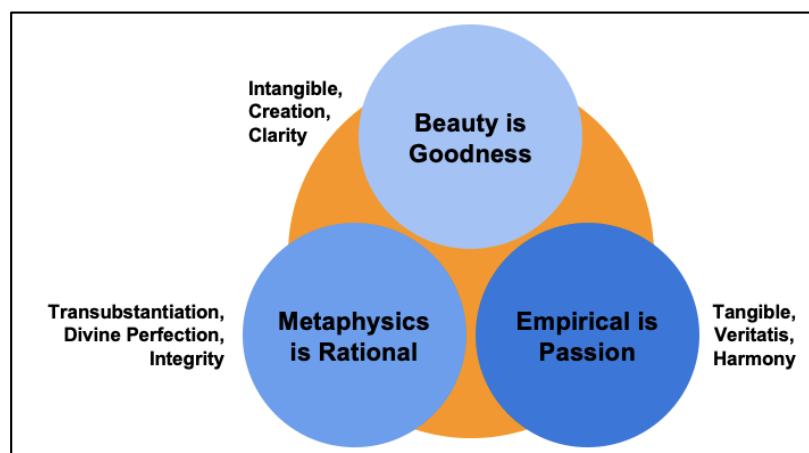 Intangible,
Creation,
Clarity
Beauty is
Goodness
Transubstantiation,
Divine Perfection,
Integrity
Metaphysics
is Rational
Empirical is
Passion
Tangible,
Veritatis,
Harmony